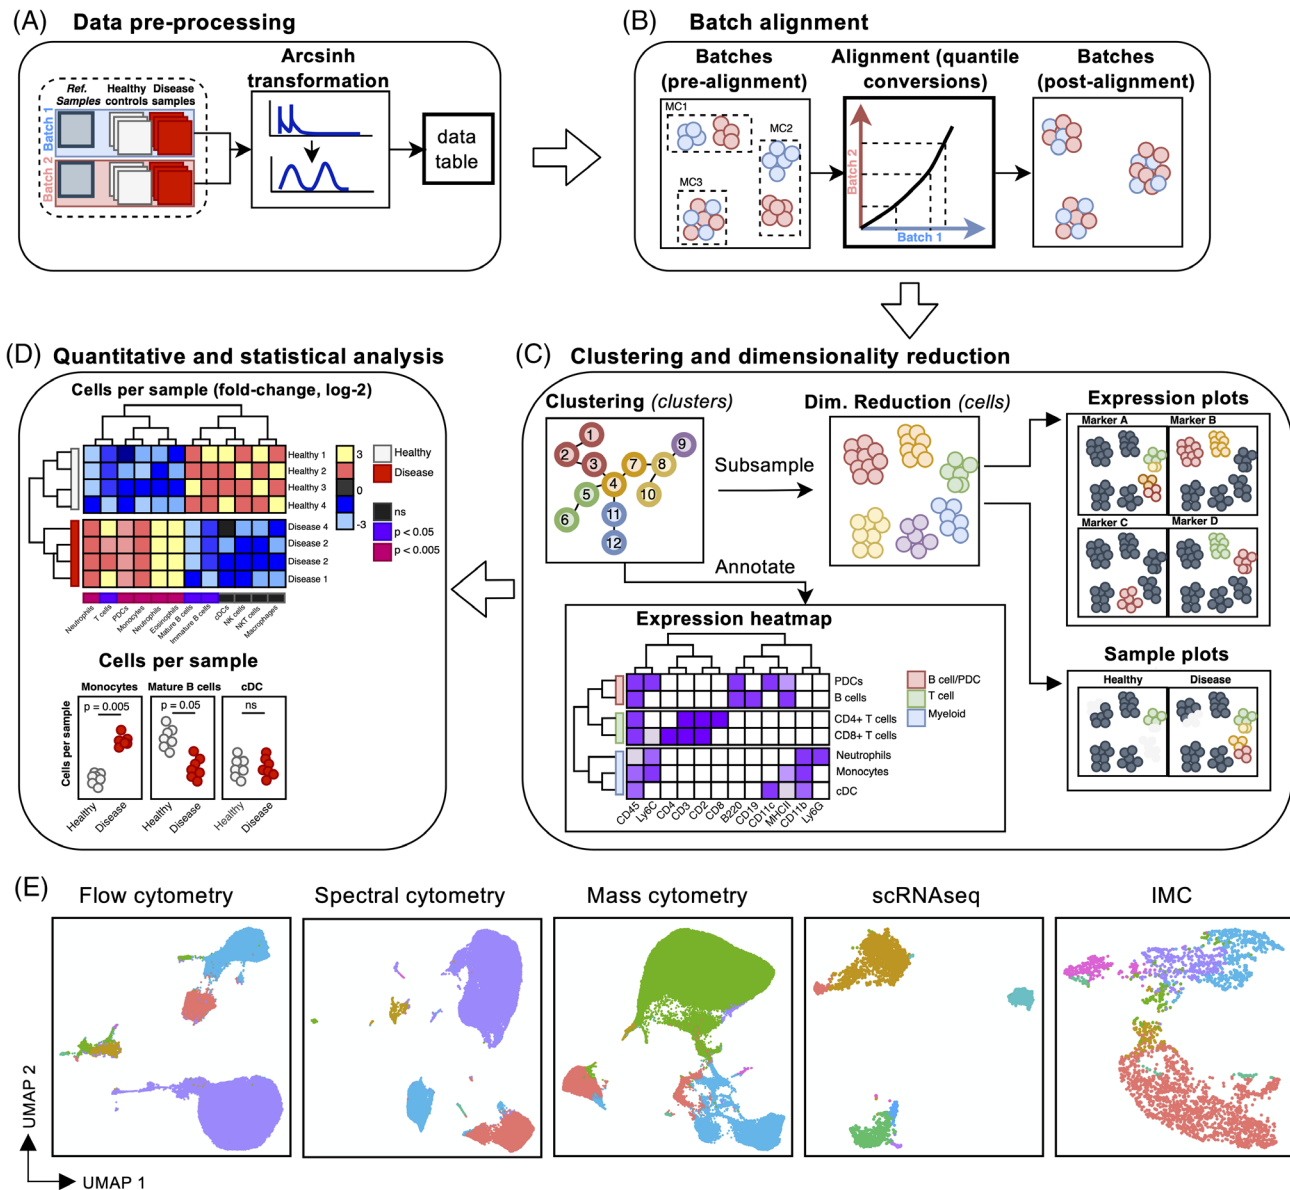 (A) Data pre-processing
Ref. Samples
Healthy controls
Disease samples
Batch 1
Batch 2
Arcsinh
transformation
data
table
(B) Batch alignment
Batches
(pre-alignment)
MC1
MC2
MC3
Alignment (quantile
conversions)
Batch 2
Batch 1
Batches
(post-alignment)
(C) Clustering and dimensionality reduction
Clustering (clusters)
1
2
3
4
5
6
7
8
9
10
11
12
Subsample
Dim. Reduction (cells)
Annotate
Expression plots
Marker A
Marker B
Marker C
Marker D
Sample plots
Healthy
Disease
Expression heatmap
PDCs
B cells
CD4+ T cells
CD8+ T cells
Neutrophils
Monocytes
cDC
CD45
Ly6C
CD4
CD3
CD2
CD8
B220
CD19
CD11c
MHCII
CD11b
Ly6G
B cell/PDC
T cell
Myeloid
(D) Quantitative and statistical analysis
Cells per sample (fold-change, log-2)
Healthy 1
Healthy 2
Healthy 3
Healthy 4
Disease 4
Disease 2
Disease 2
Disease 1
3
0
-3
Healthy
Disease
ns
p < 0.05
p < 0.005
Neutrophils
T cells
PDCs
Monocytes
Neutrophils
Eosinophils
Mature B cells
Immature B cells
cDCs
NK cells
NKT cells
Macrophages
Cells per sample
Cells per sample
Monocytes
p = 0.005
Healthy
Disease
Mature B cells
p = 0.05
Healthy
Disease
cDC
ns
Healthy
Disease
(E)
Flow cytometry
Spectral cytometry
Mass cytometry
scRNAseq
IMC
UMAP 2
UMAP 1